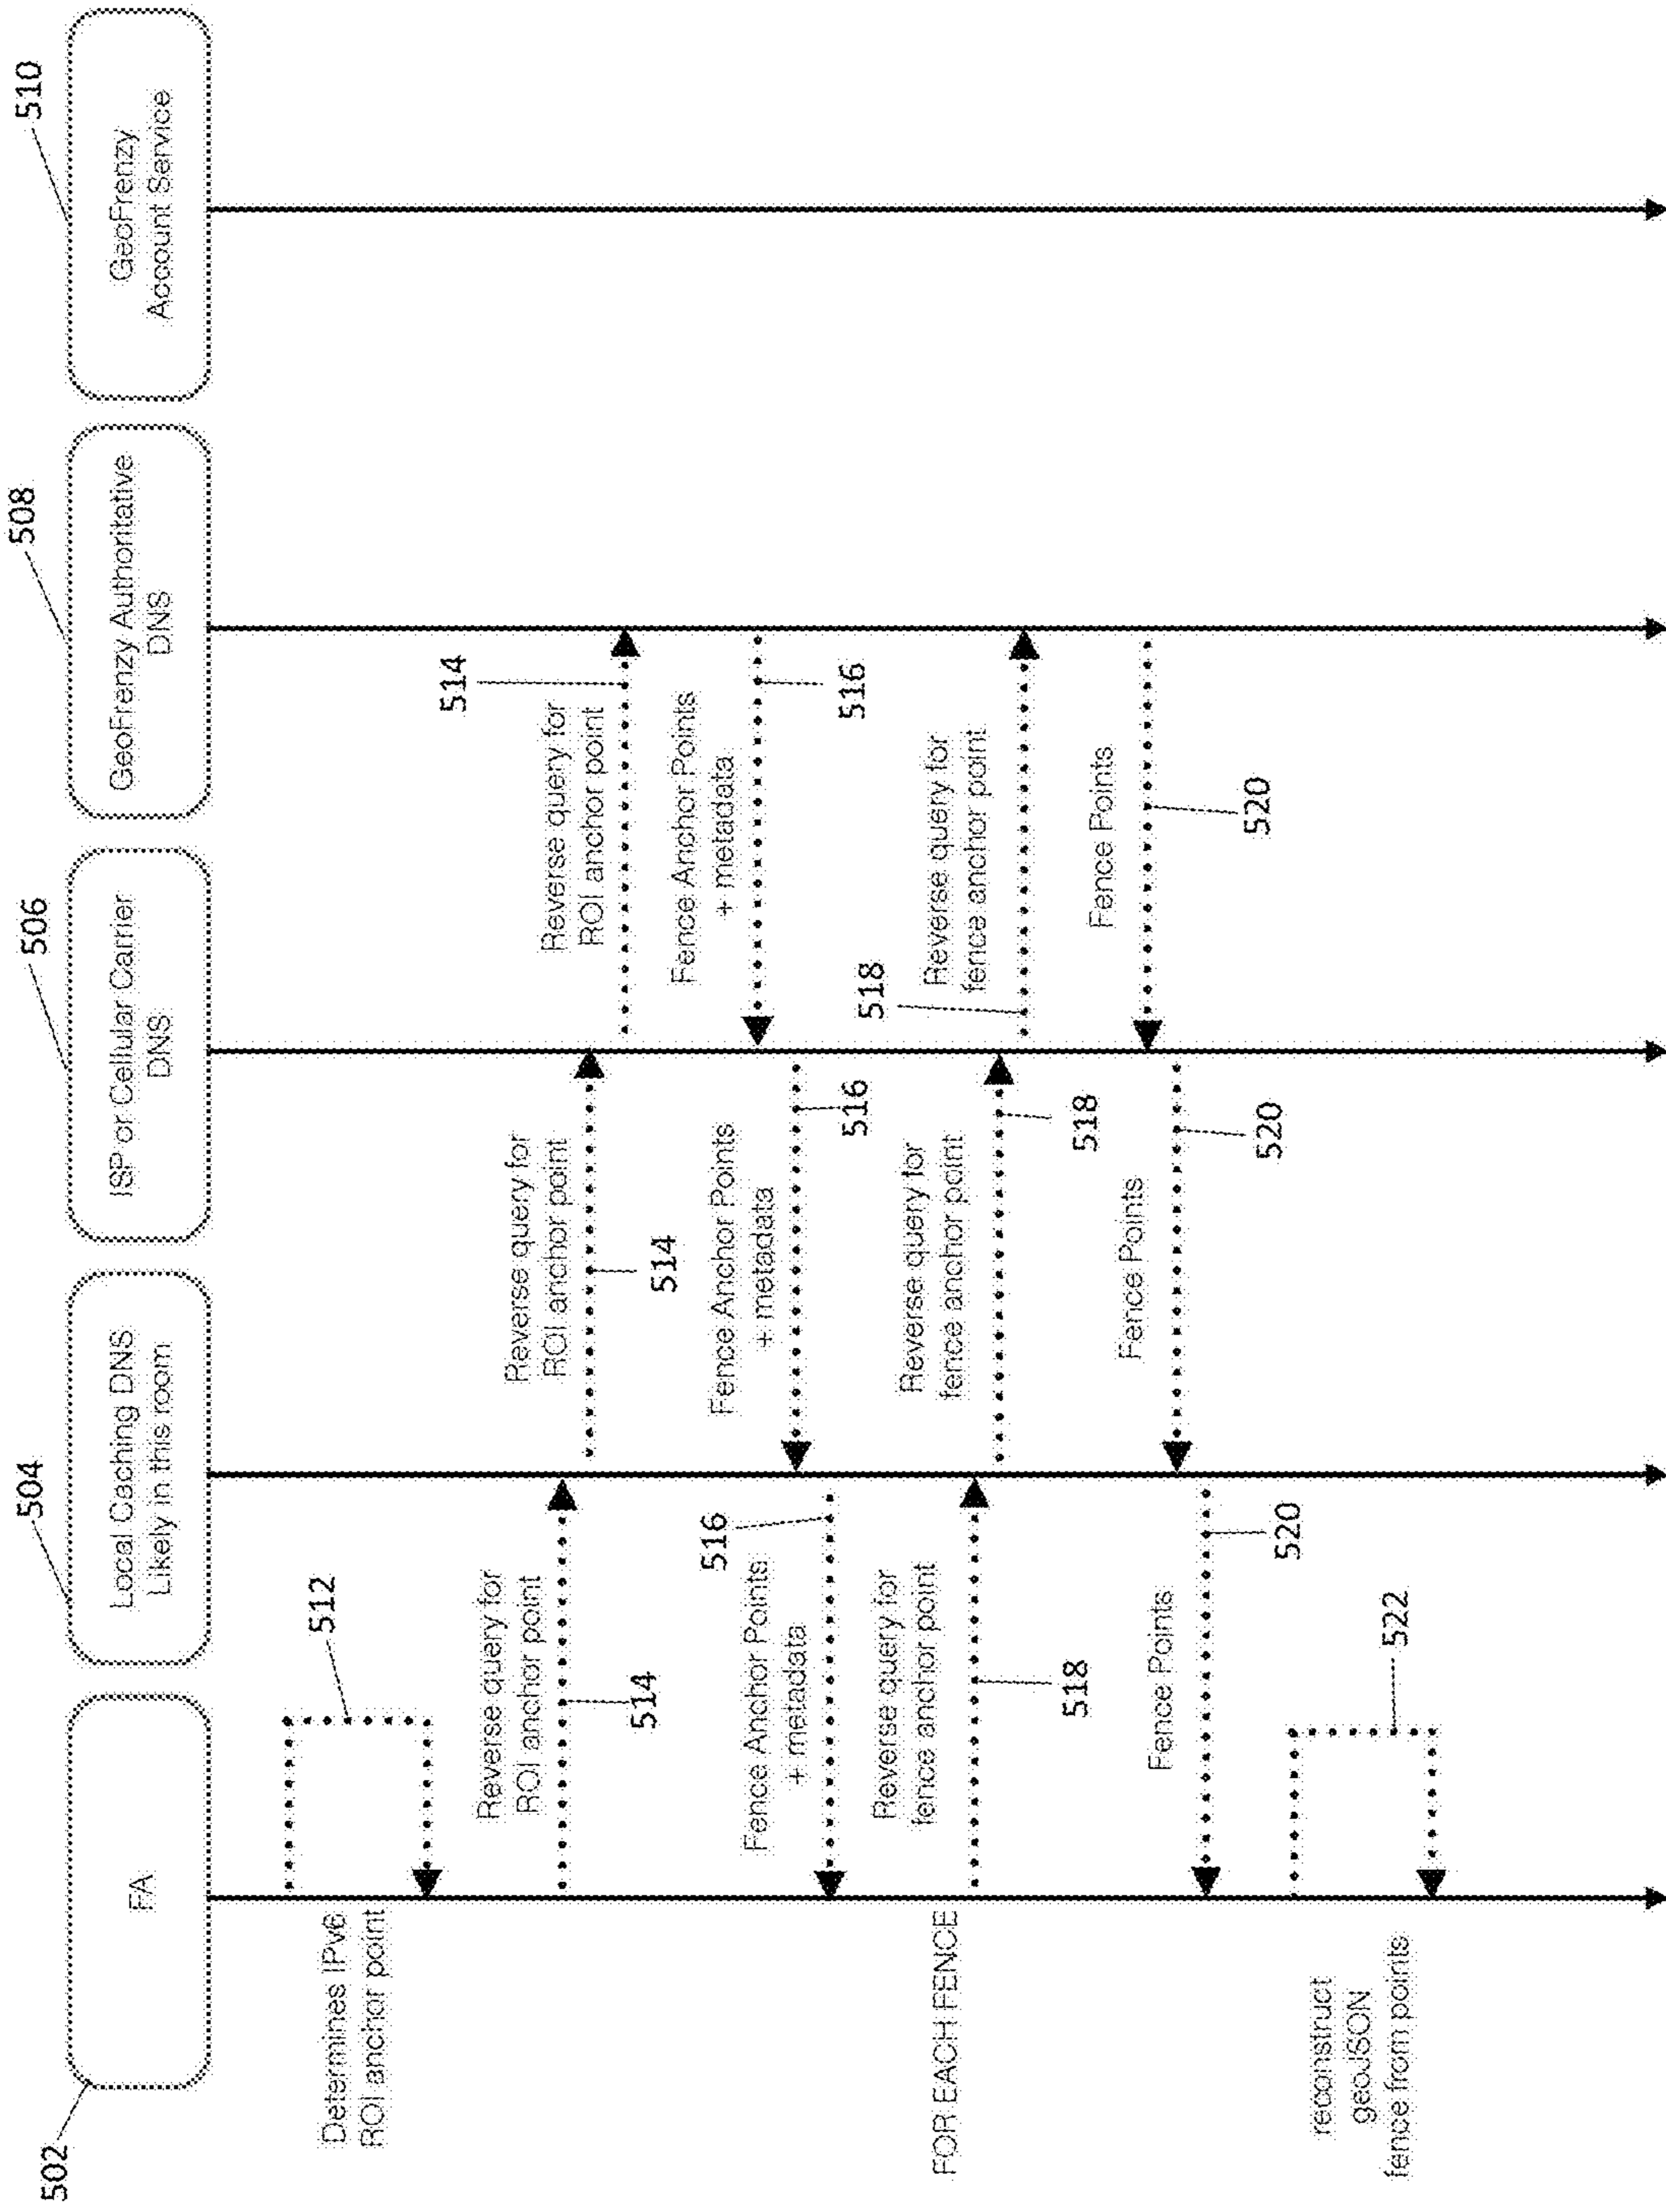 502
FA
504
Local Caching DNS
Likely in this room
506
ISP or Cellular Carrier
DNS
508
GeoFrenzy Authoritative
DNS
510
GeoFrenzy
Account Service
Determines IPv6
ROI anchor point
512
Reverse query for
ROI anchor point
514
Reverse query for
ROI anchor point
514
Reverse query for
ROI anchor point
514
Fence Anchor Points
+ metadata
516
Fence Anchor Points
+ metadata
516
Fence Anchor Points
+ metadata
516
FOR EACH FENCE
Reverse query for
fence anchor point
518
Reverse query for
fence anchor point
518
Reverse query for
fence anchor point
518
Fence Points
520
Fence Points
520
Fence Points
520
reconstruct
geoJSON
fence from points
522